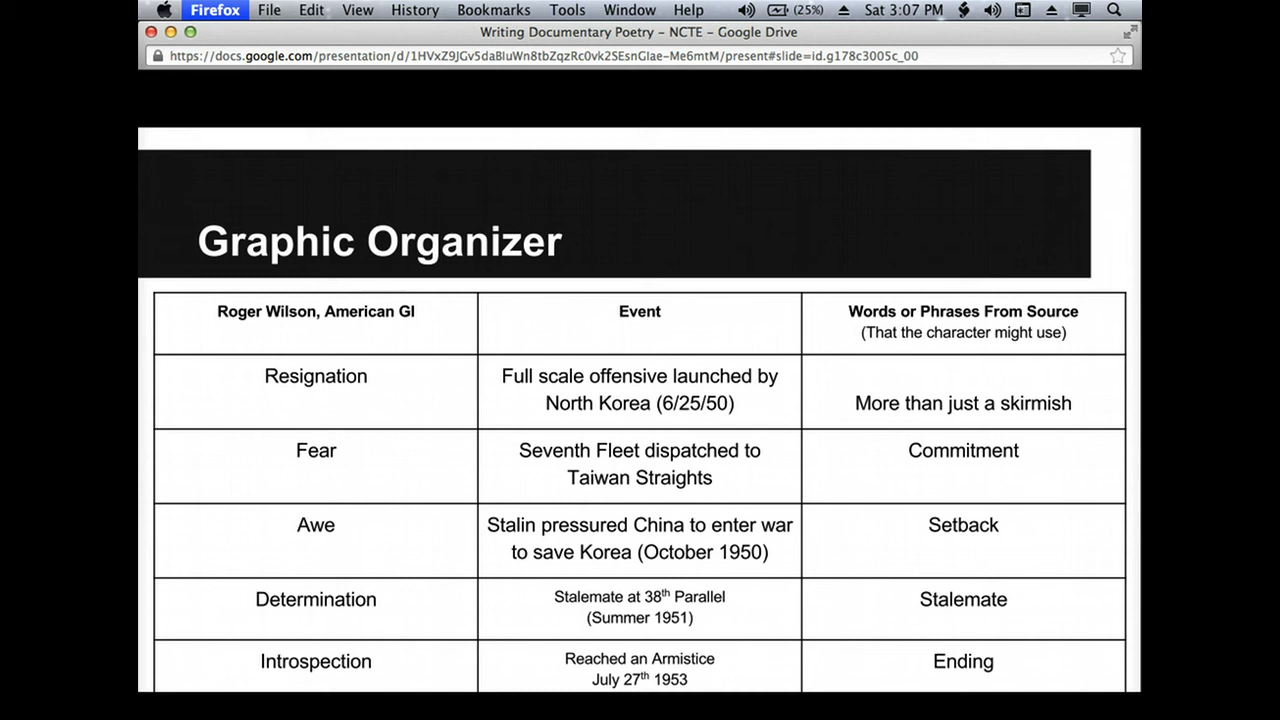 Firefox File Edit View History Bookmarks Tools Window Help (25%) Sat 3:07 PM
Writing Documentary Poetry – NCTE – Google Drive
https://docs.google.com/presentation/d/1HVxZ9JGv5daBluWn8tbZqzRc0vk2SEsnGlae-Me6mtM/present#slide=id.g178c3005c_00
Graphic Organizer
Roger Wilson, American GI Event Words or Phrases From Source
(That the character might use)
Resignation Full scale offensive launched by
North Korea (6/25/50) More than just a skirmish
Fear Seventh Fleet dispatched to Commitment
Taiwan Straights
Awe Stalin pressured China to enter war Setback
to save Korea (October 1950)
Determination Stalemate at 38th Parallel Stalemate
(Summer 1951)
Introspection Reached an Armistice Ending
July 27th 1953